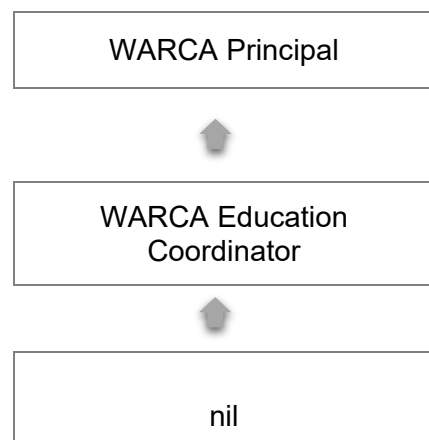 WARCA Principal
WARCA Education
Coordinator
nil